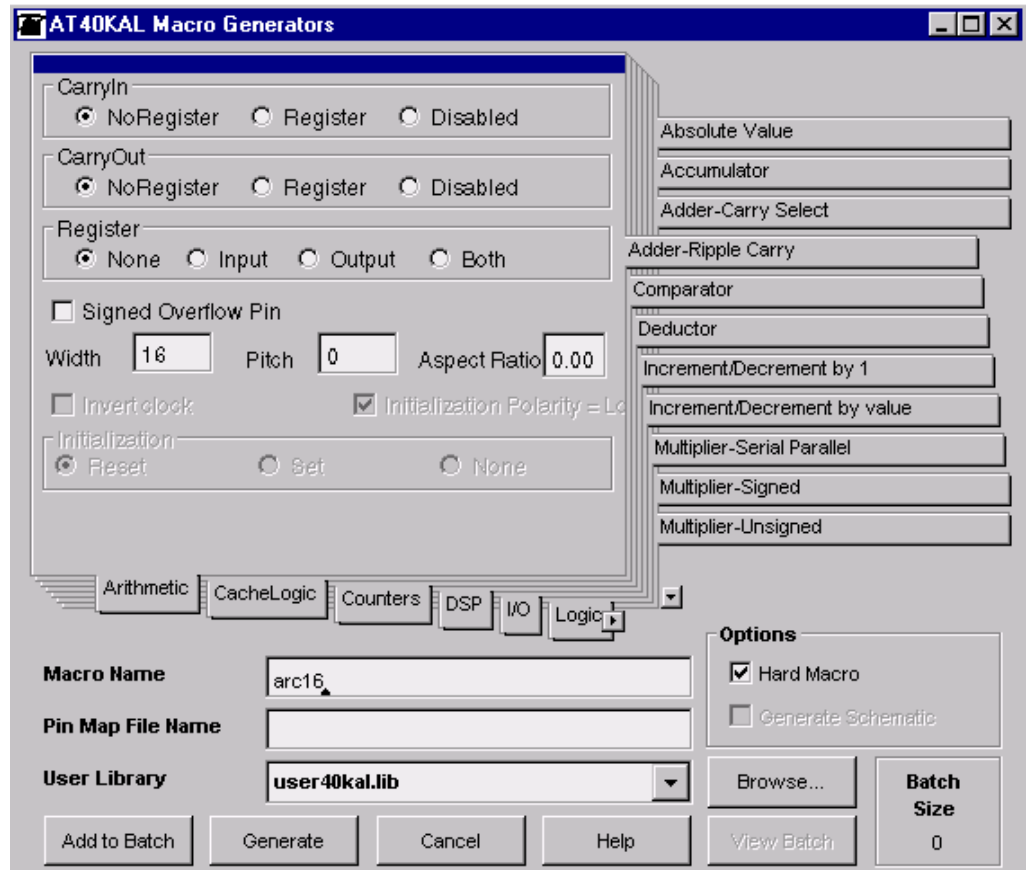 AT40KAL Macro Generators
CarryIn
NoRegister Register Disabled
CarryOut
NoRegister Register Disabled
Register
None Input Output Both
Signed Overflow Pin
Width 16 Pitch 0 Aspect Ratio 0.00
Invert clock Initialization Polarity = Lo
Initialization
Reset Set None
Absolute Value
Accumulator
Adder-Carry Select
Adder-Ripple Carry
Comparator
Deductor
Increment/Decrement by 1
Increment/Decrement by value
Multiplier-Serial Parallel
Multiplier-Signed
Multiplier-Unsigned
Arithmetic CacheLogic Counters DSP I/O Logic
Macro Name arc16
Pin Map File Name
User Library user40kal.lib
Options
Hard Macro
Generate Schematic
Browse...
Batch Size
0
Add to Batch Generate Cancel Help View Batch